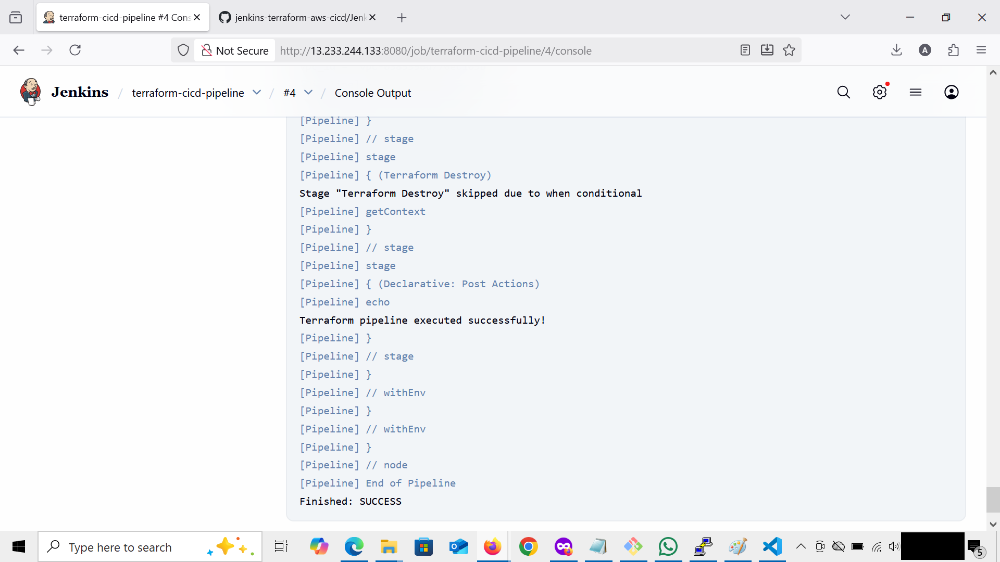 terraform-cicd-pipeline #4 Cons
jenkins-terraform-aws-cicd/Jenk
Not Secure
http://13.233.244.133:8080/job/terraform-cicd-pipeline/4/console
A
Jenkins / terraform-cicd-pipeline / #4 / Console Output
[Pipeline] }
[Pipeline] // stage
[Pipeline] stage
[Pipeline] { (Terraform Destroy)
Stage "Terraform Destroy" skipped due to when conditional
[Pipeline] getContext
[Pipeline] }
[Pipeline] // stage
[Pipeline] stage
[Pipeline] { (Declarative: Post Actions)
[Pipeline] echo
Terraform pipeline executed successfully!
[Pipeline] }
[Pipeline] // stage
[Pipeline] }
[Pipeline] // withEnv
[Pipeline] }
[Pipeline] // withEnv
[Pipeline] }
[Pipeline] // node
[Pipeline] End of Pipeline
Finished: SUCCESS
Type here to search
5